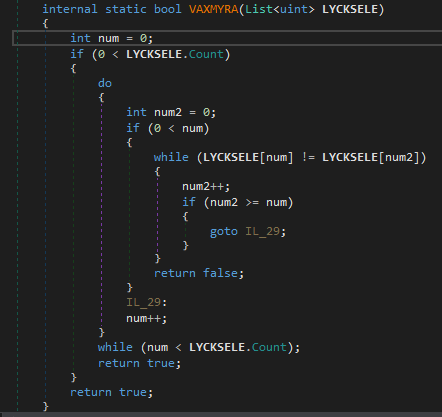 internal static bool VAXMYRA(List<uint> LYCKSELE)
{
int num = 0;
if (0 < LYCKSELE.Count)
{
do
{
int num2 = 0;
if (0 < num)
{
while (LYCKSELE[num] != LYCKSELE[num2])
{
num2++;
if (num2 >= num)
{
goto IL_29;
}
}
return false;
}
IL_29:
num++;
}
while (num < LYCKSELE.Count);
return true;
}
return true;
}